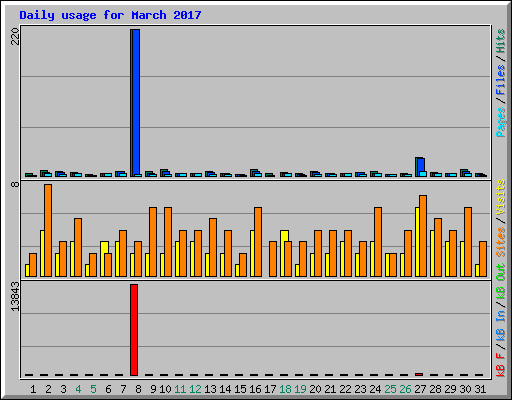 Daily usage for March 2017
220
Pages / Files / Hits
8
Sites / Visits
13843
kB F / kB In / kB Out
1 2 3 4 5 6 7 8 9 10 11 12 13 14 15 16 17 18 19 20 21 22 23 24 25 26 27 28 29 30 31